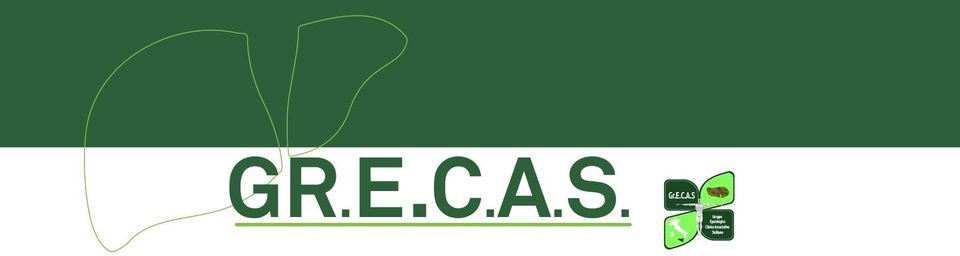 GR.E.C.A.S.
Gr.E.C.A.S.
Gruppo
Epatologico
Clinico Associativo
Siciliano